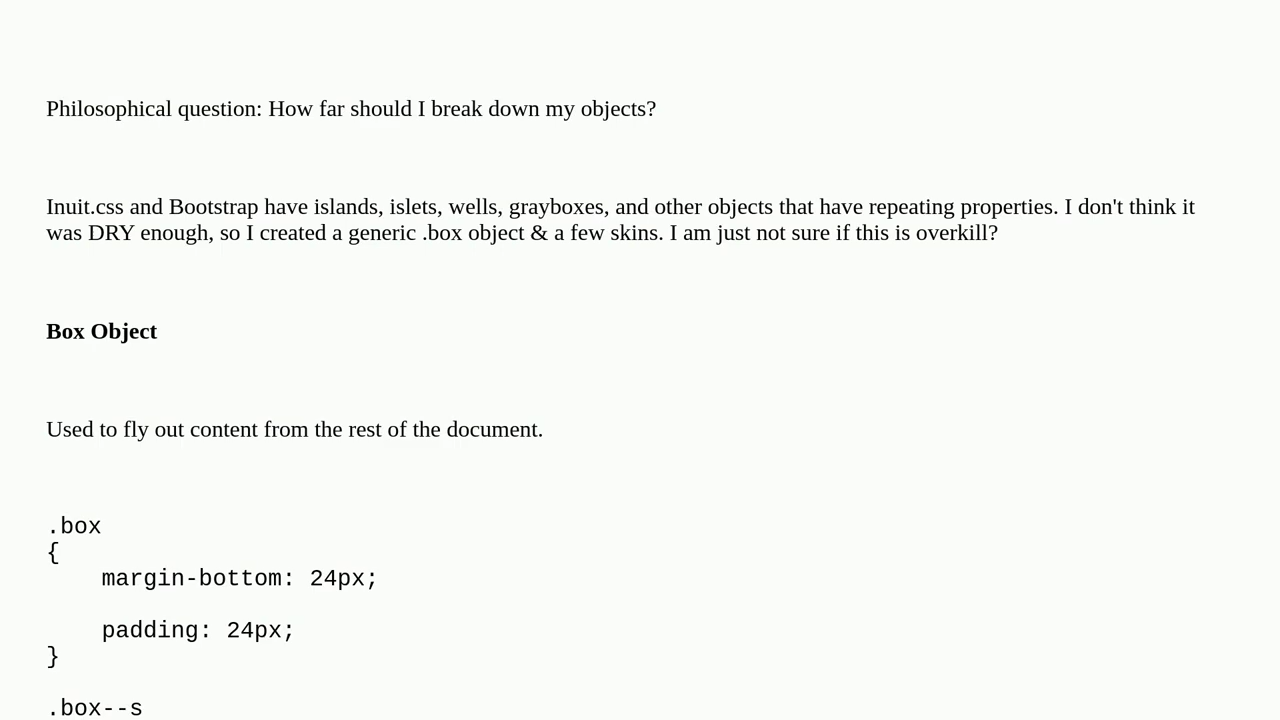 Philosophical question: How far should I break down my objects?
Inuit.css and Bootstrap have islands, islets, wells, grayboxes, and other objects that have repeating properties. I don't think it
was DRY enough, so I created a generic .box object & a few skins. I am just not sure if this is overkill?
Box Object
Used to fly out content from the rest of the document.
.box
{
    margin-bottom: 24px;
    padding: 24px;
}
.box--s